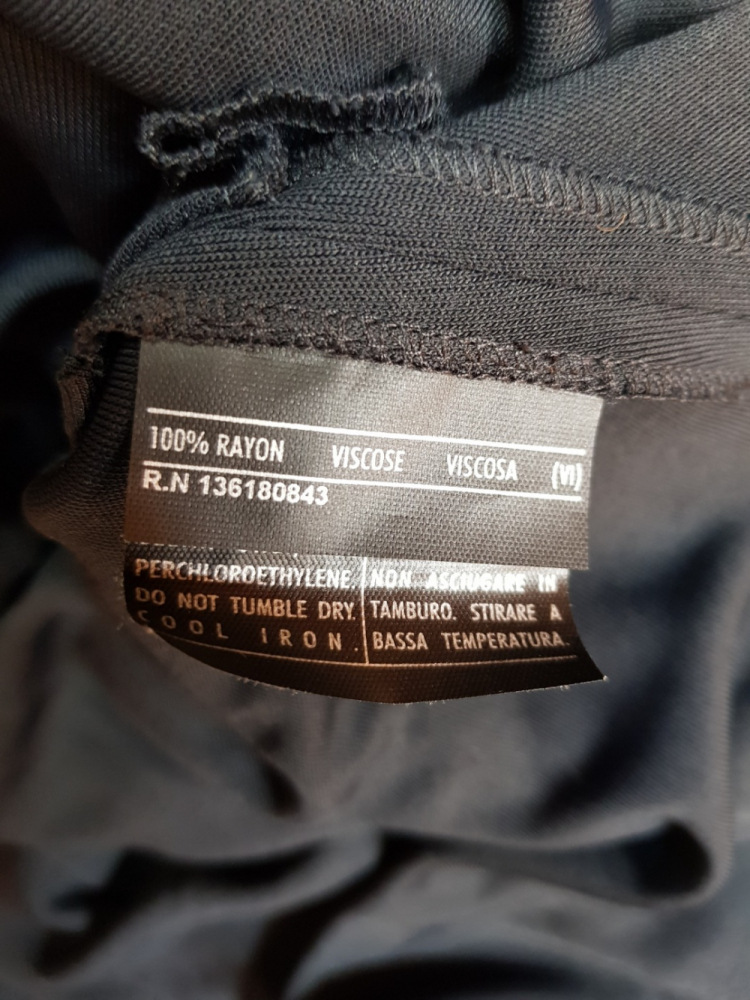 100% RAYON VISCOSE VISCOSA (VI)
R.N 136180843
PERCHLOROETHYLENE.
DO NOT TUMBLE DRY.
COOL IRON.
NON ASCIUGARE IN
TAMBURO. STIRARE A
BASSA TEMPERATURA.